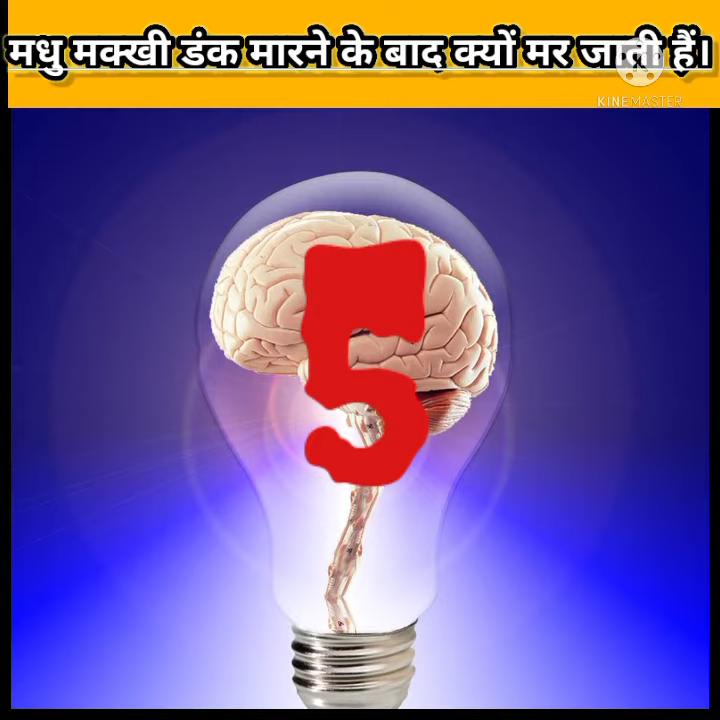 मधु मक्खी डंक मारने के बाद क्यों मर जाती हैं।
KINEMASTER
5